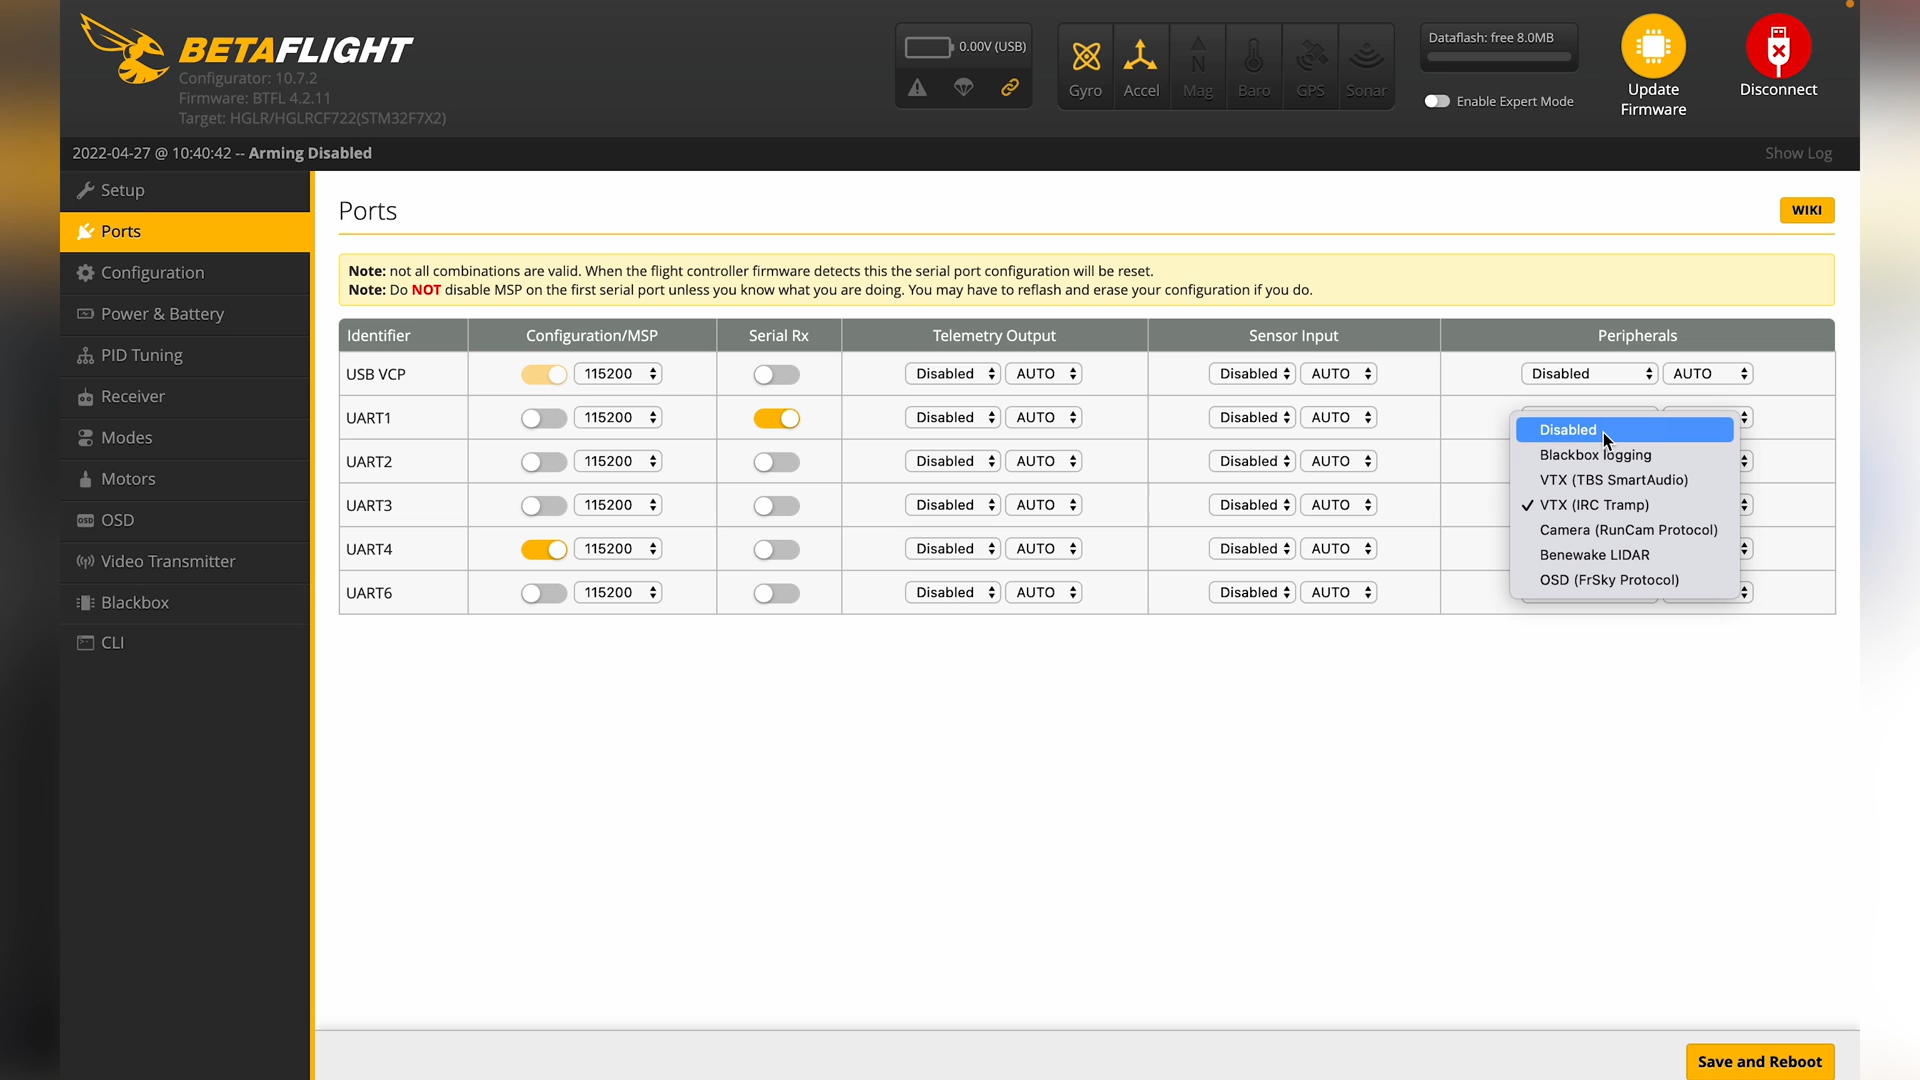 BETAFLIGHT
Configurator: 10.7.2
Firmware: BTFL 4.2.11
Target: HGLR/HGLRCF722(STM32F7X2)
0.00V (USB)
Gyro Accel Mag Baro GPS Sonar
Dataflash: free 8.0MB
Enable Expert Mode
Update
Firmware
Disconnect
2022-04-27 @ 10:40:42 -- Arming Disabled
Show Log
Setup
Ports
Configuration
Power & Battery
PID Tuning
Receiver
Modes
Motors
OSD
Video Transmitter
Blackbox
CLI
Ports
WIKI
Note: not all combinations are valid. When the flight controller firmware detects this the serial port configuration will be reset.
Note: Do NOT disable MSP on the first serial port unless you know what you are doing. You may have to reflash and erase your configuration if you do.
Identifier Configuration/MSP Serial Rx Telemetry Output Sensor Input Peripherals
USB VCP 115200 Disabled AUTO Disabled AUTO Disabled AUTO
UART1 115200 Disabled AUTO Disabled AUTO
UART2 115200 Disabled AUTO Disabled AUTO
UART3 115200 Disabled AUTO Disabled AUTO
UART4 115200 Disabled AUTO Disabled AUTO
UART6 115200 Disabled AUTO Disabled AUTO
Disabled
Blackbox logging
VTX (TBS SmartAudio)
VTX (IRC Tramp)
Camera (RunCam Protocol)
Benewake LIDAR
OSD (FrSky Protocol)
Save and Reboot